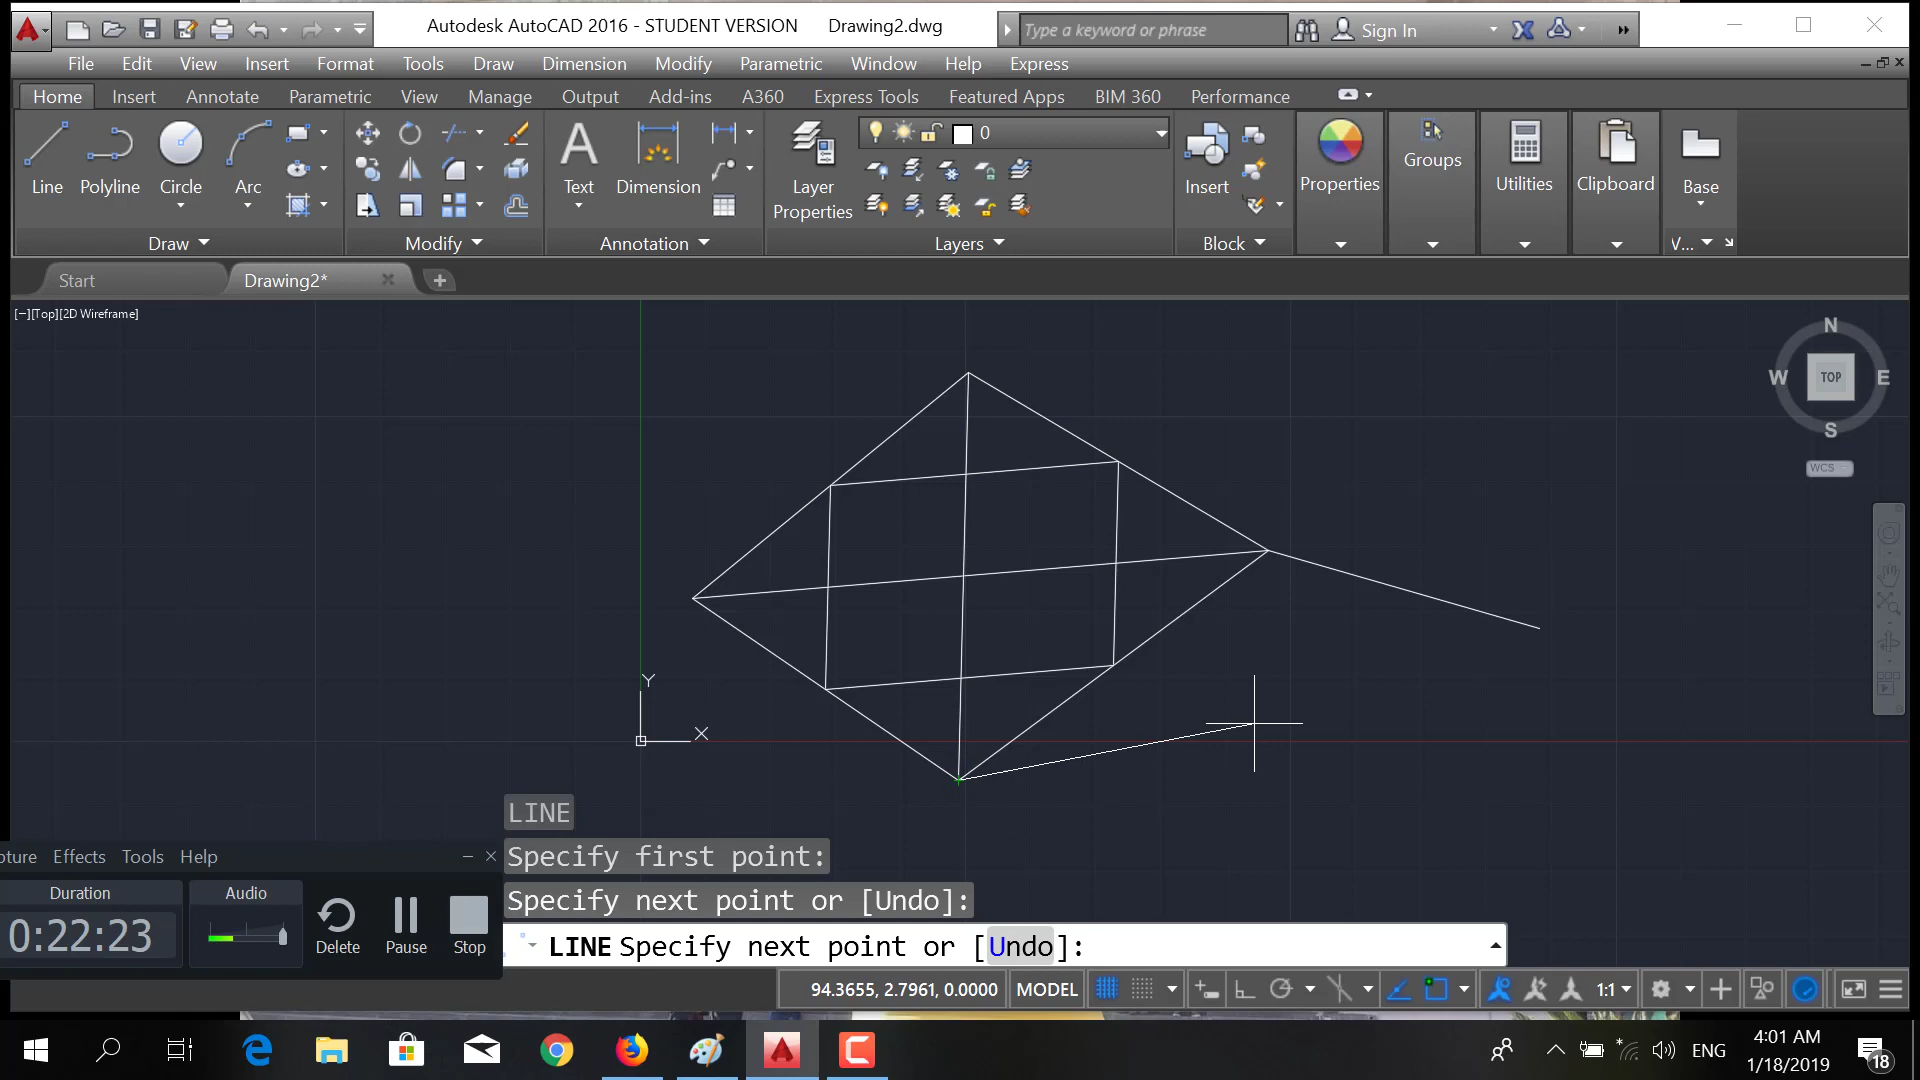 Autodesk AutoCAD 2016 - STUDENT VERSION Drawing2.dwg
Type a keyword or phrase
Sign In
File Edit View Insert Format Tools Draw Dimension Modify Parametric Window Help Express
Home Insert Annotate Parametric View Manage Output Add-ins A360 Express Tools Featured Apps BIM 360 Performance
0
Line Polyline Circle Arc
Text Dimension
Layer
Properties
Insert
Properties
Groups
Utilities
Clipboard
Base
Draw Modify Annotation Layers Block V...
Start Drawing2*
[−][Top][2D Wireframe]
N
W TOP E
S
WCS
Y
X
LINE
Specify first point:
Specify next point or [Undo]:
LINE Specify next point or [Undo]:
Effects Tools Help
Duration Audio
0:22:23
Delete Pause Stop
94.3655, 2.7961, 0.0000 MODEL 1:1
ENG
4:01 AM
1/18/2019
18